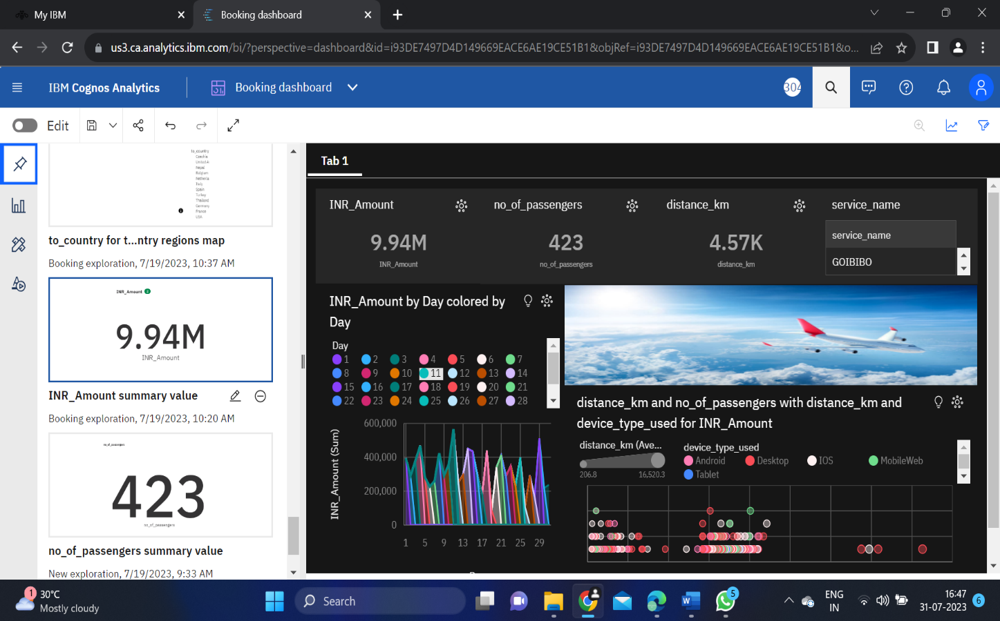 My IBM
Booking dashboard
us3.ca.analytics.ibm.com/bi/?perspective=dashboard&id=i93DE7497D4D149669EACE6AE19CE51B1&objRef=i93DE7497D4D149669EACE6AE19CE51B1&o...
IBM Cognos Analytics
Booking dashboard
304
Edit
to_country
Czechia
United A
Nepal
Belgium
Netherla
Italy
Spain
Turkey
Thailand
Germany
France
USA
to_country for t...ntry regions map
Booking exploration, 7/19/2023, 10:37 AM
INR_Amount 2
9.94M
INR_Amount
INR_Amount summary value
Booking exploration, 7/19/2023, 10:20 AM
no_of_passengers
423
no_of_passengers
no_of_passengers summary value
New exploration, 7/19/2023, 9:33 AM
Tab 1
INR_Amount
9.94M
INR_Amount
no_of_passengers
423
no_of_passengers
distance_km
4.57K
distance_km
service_name
service_name
GOIBIBO
INR_Amount by Day colored by
Day
Day
1 2 3 4 5 6 7
8 9 10 11 12 13 14
15 16 17 18 19 20 21
22 23 24 25 26 27 28
INR_Amount (Sum)
600,000
400,000
200,000
0
1 5 9 13 17 21 25 29
distance_km and no_of_passengers with distance_km and
device_type_used for INR_Amount
distance_km (Ave...
206.8 16,520.3
device_type_used
Android Desktop IOS MobileWeb
Tablet
1
30°C
Mostly cloudy
Search
5
ENG
IN
16:47
31-07-2023
6